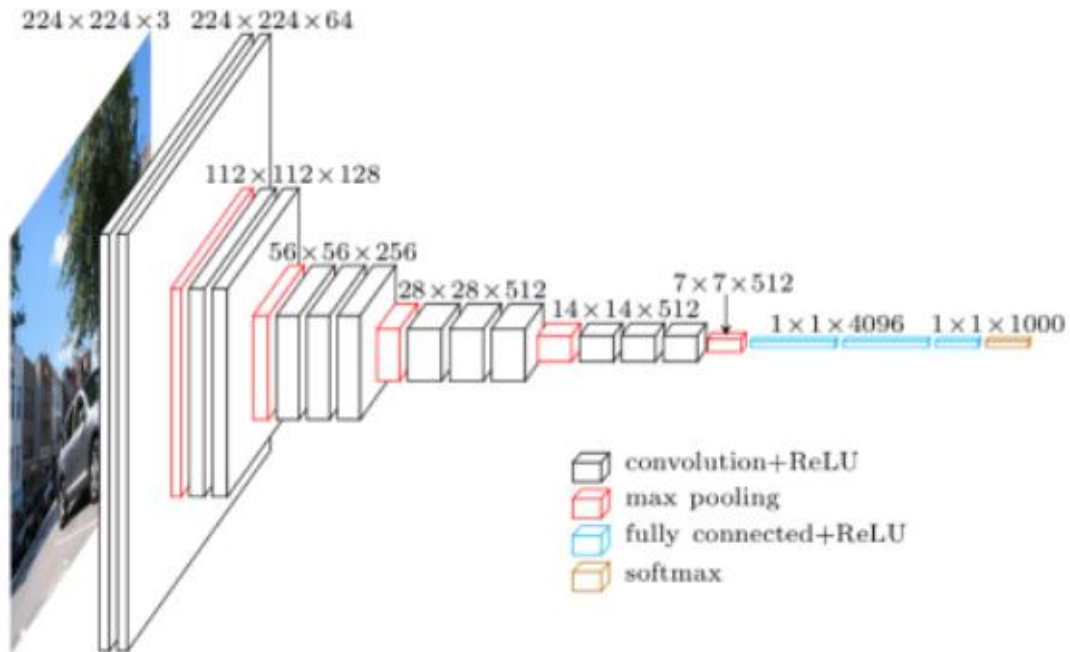 224 × 224 × 3
224 × 224 × 64
112 × 112 × 128
56 × 56 × 256
28 × 28 × 512
14 × 14 × 512
7 × 7 × 512
1 × 1 × 4096
1 × 1 × 1000
convolution+ReLU
max pooling
fully connected+ReLU
softmax